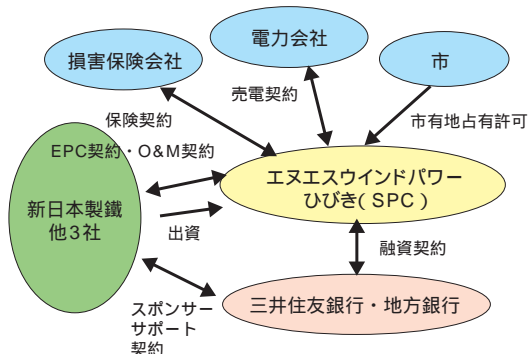 電力会社
損害保険会社
市
売電契約
保険契約
市有地占有許可
EPC契約・O&M契約
エヌエスウインドパワー
ひびき(SPC)
新日本製鐵
他3社
出資
融資契約
スポンサー
サポート
契約
三井住友銀行・地方銀行